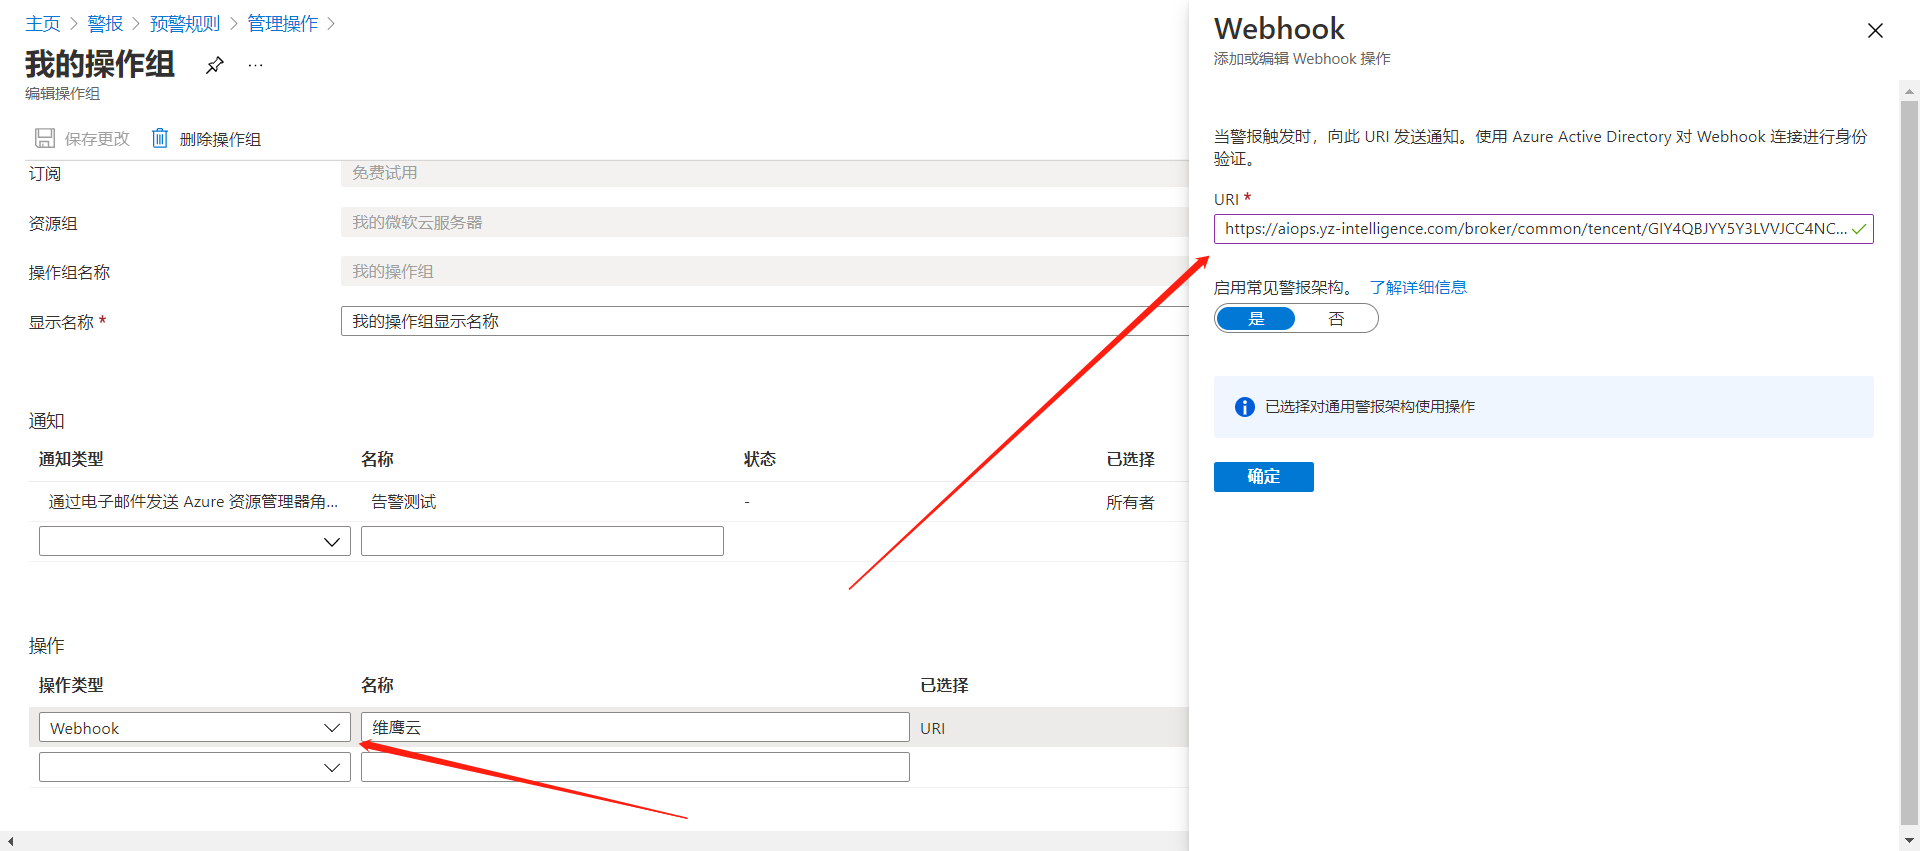 主页 > 警报 > 预警规则 > 管理操作 >
我的操作组 ...
编辑操作组
保存更改 删除操作组
订阅 免费试用
资源组 我的微软云服务器
操作组名称 我的操作组
显示名称 * 我的操作组显示名称
通知
通知类型 名称 状态 已选择
通过电子邮件发送 Azure 资源管理器角... 告警测试 - 所有者
操作
操作类型 名称 已选择
Webhook 维鹰云 URI
Webhook
添加或编辑 Webhook 操作
当警报触发时，向此 URI 发送通知。使用 Azure Active Directory 对 Webhook 连接进行身份
验证。
URI *
https://aiops.yz-intelligence.com/broker/common/tencent/GIY4QBJYY5Y3LVVJCC4NC...
启用常见警报架构。 了解详细信息
是 否
已选择对通用警报架构使用操作
确定